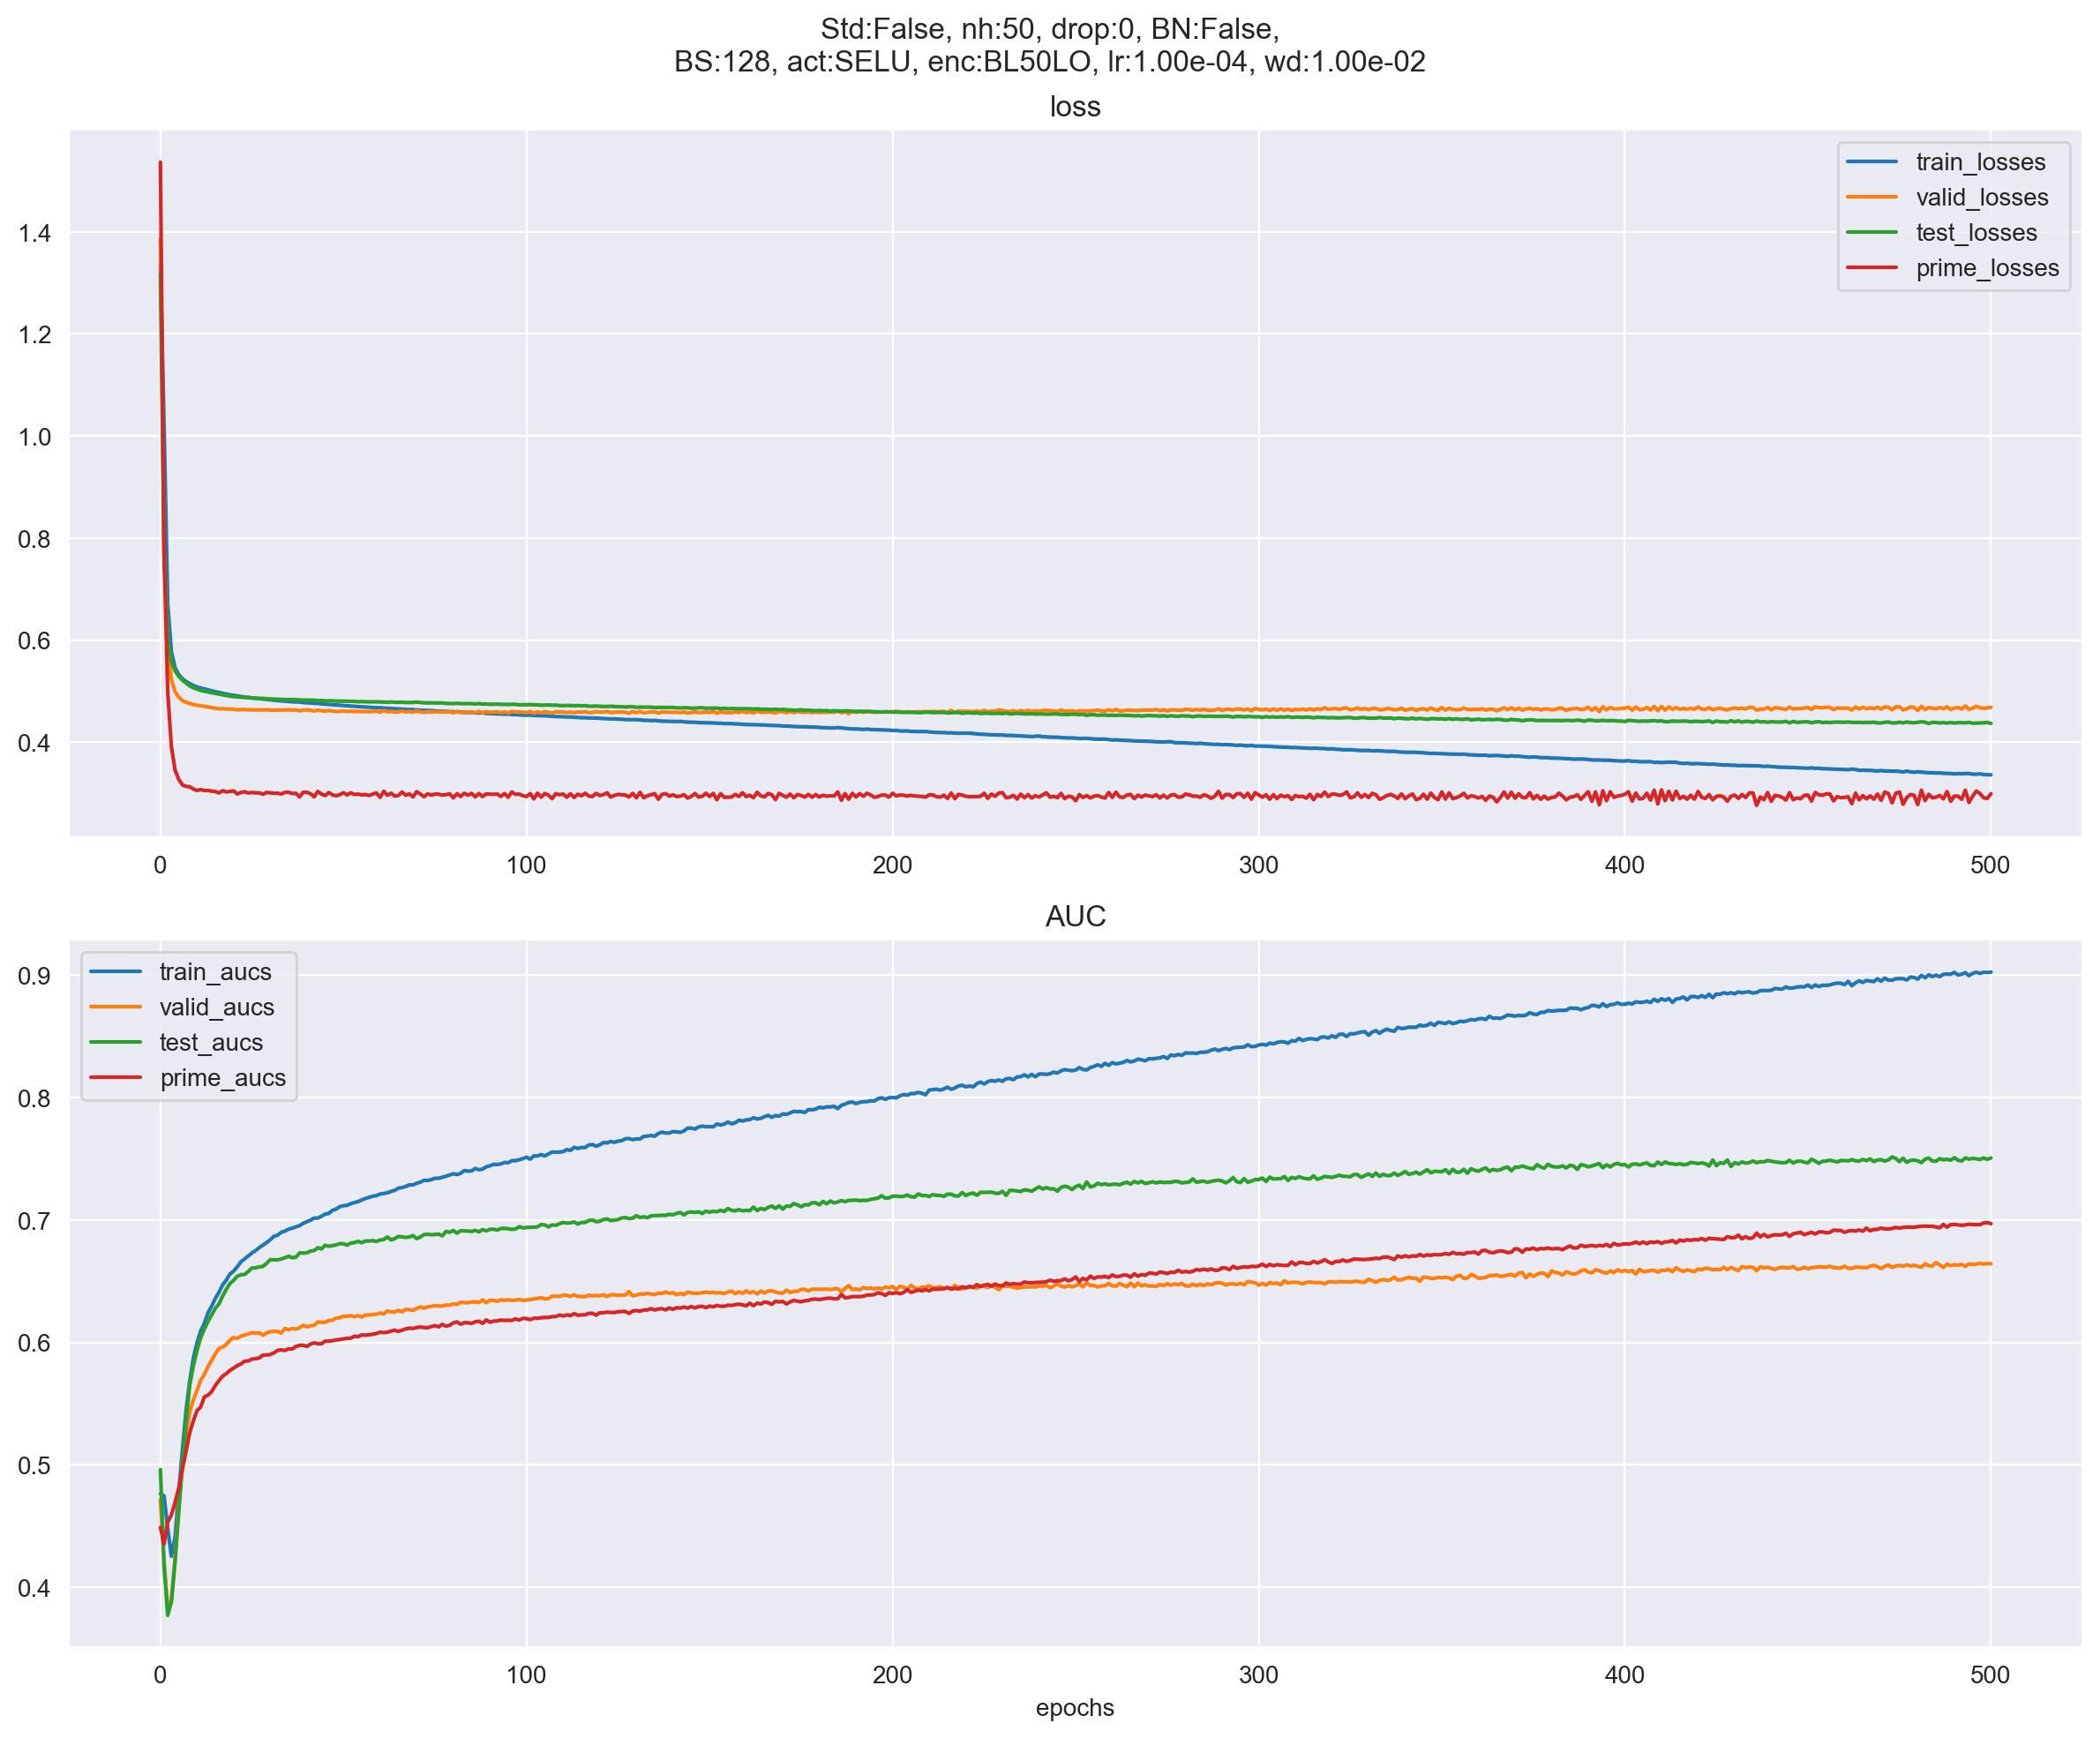 Std:False, nh:50, drop:0, BN:False,
BS:128, act:SELU, enc:BL50LO, lr:1.00e-04, wd:1.00e-02
loss
train_losses
valid_losses
test_losses
prime_losses
1.4
1.2
1.0
0.8
0.6
0.4
0 100 200 300 400 500
AUC
train_aucs
valid_aucs
test_aucs
prime_aucs
0.9
0.8
0.7
0.6
0.5
0.4
0 100 200 300 400 500
epochs